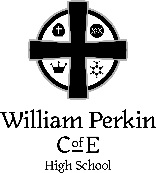 William Perkin
C of E
High School